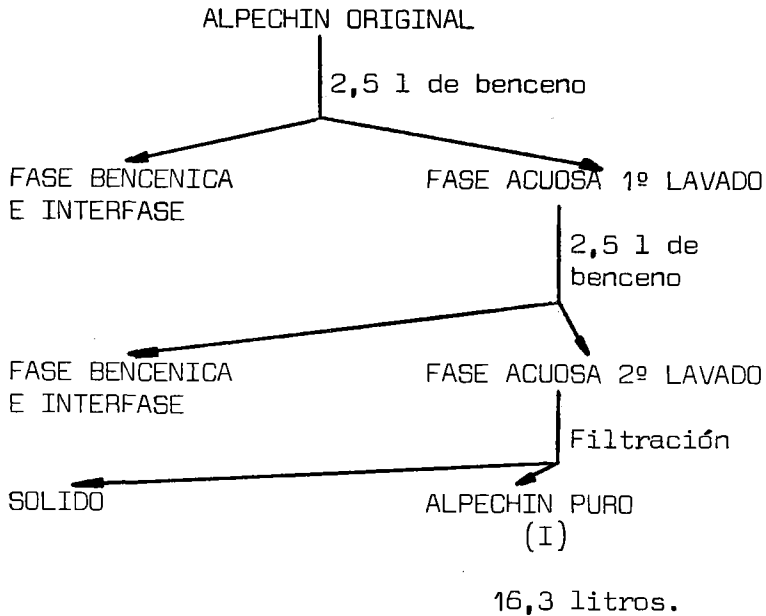 ALPECHIN ORIGINAL
2,5 l de benceno
FASE BENCENICA
E INTERFASE
FASE ACUOSA 1º LAVADO
2,5 l de
benceno
FASE BENCENICA
E INTERFASE
FASE ACUOSA 2º LAVADO
Filtración
SOLIDO
ALPECHIN PURO
(I)
16,3 litros.